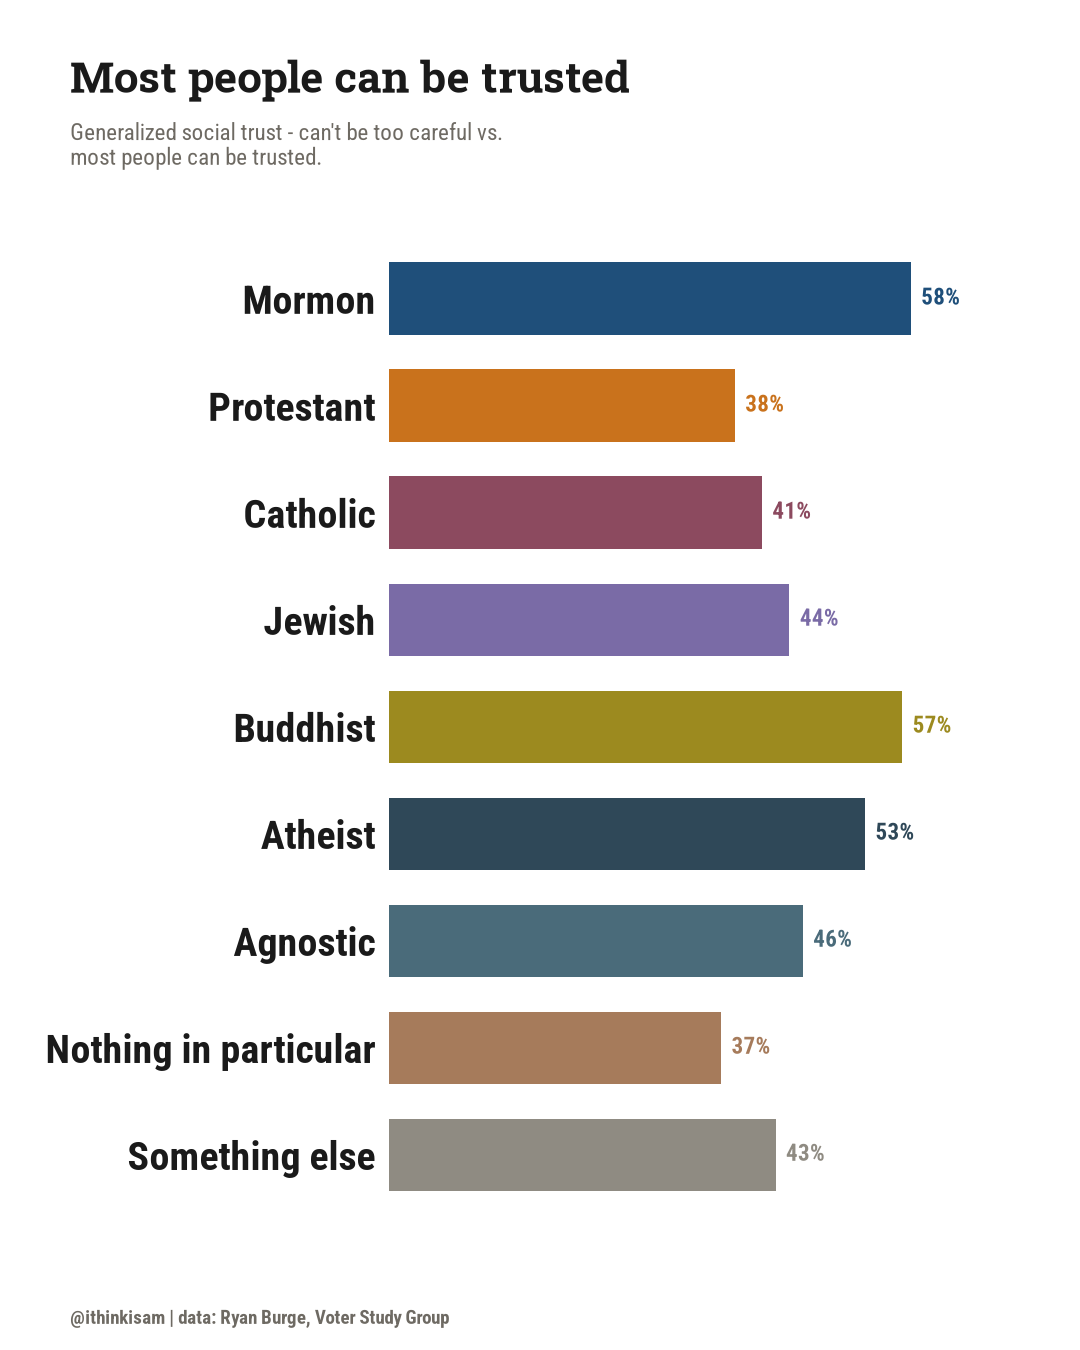 Most people can be trusted
Generalized social trust - can't be too careful vs.
most people can be trusted.
Mormon 58%
Protestant 38%
Catholic 41%
Jewish 44%
Buddhist 57%
Atheist 53%
Agnostic 46%
Nothing in particular 37%
Something else 43%
@ithinkisam | data: Ryan Burge, Voter Study Group